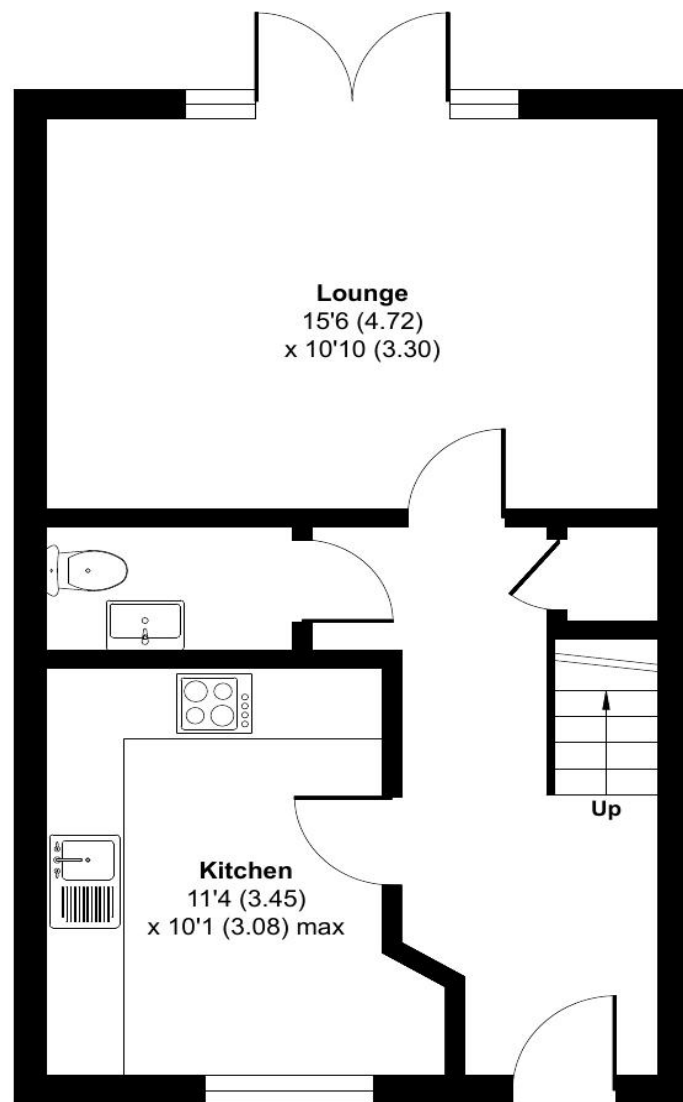 Lounge
15'6 (4.72)
x 10'10 (3.30)
Up
Kitchen
11'4 (3.45)
x 10'1 (3.08) max